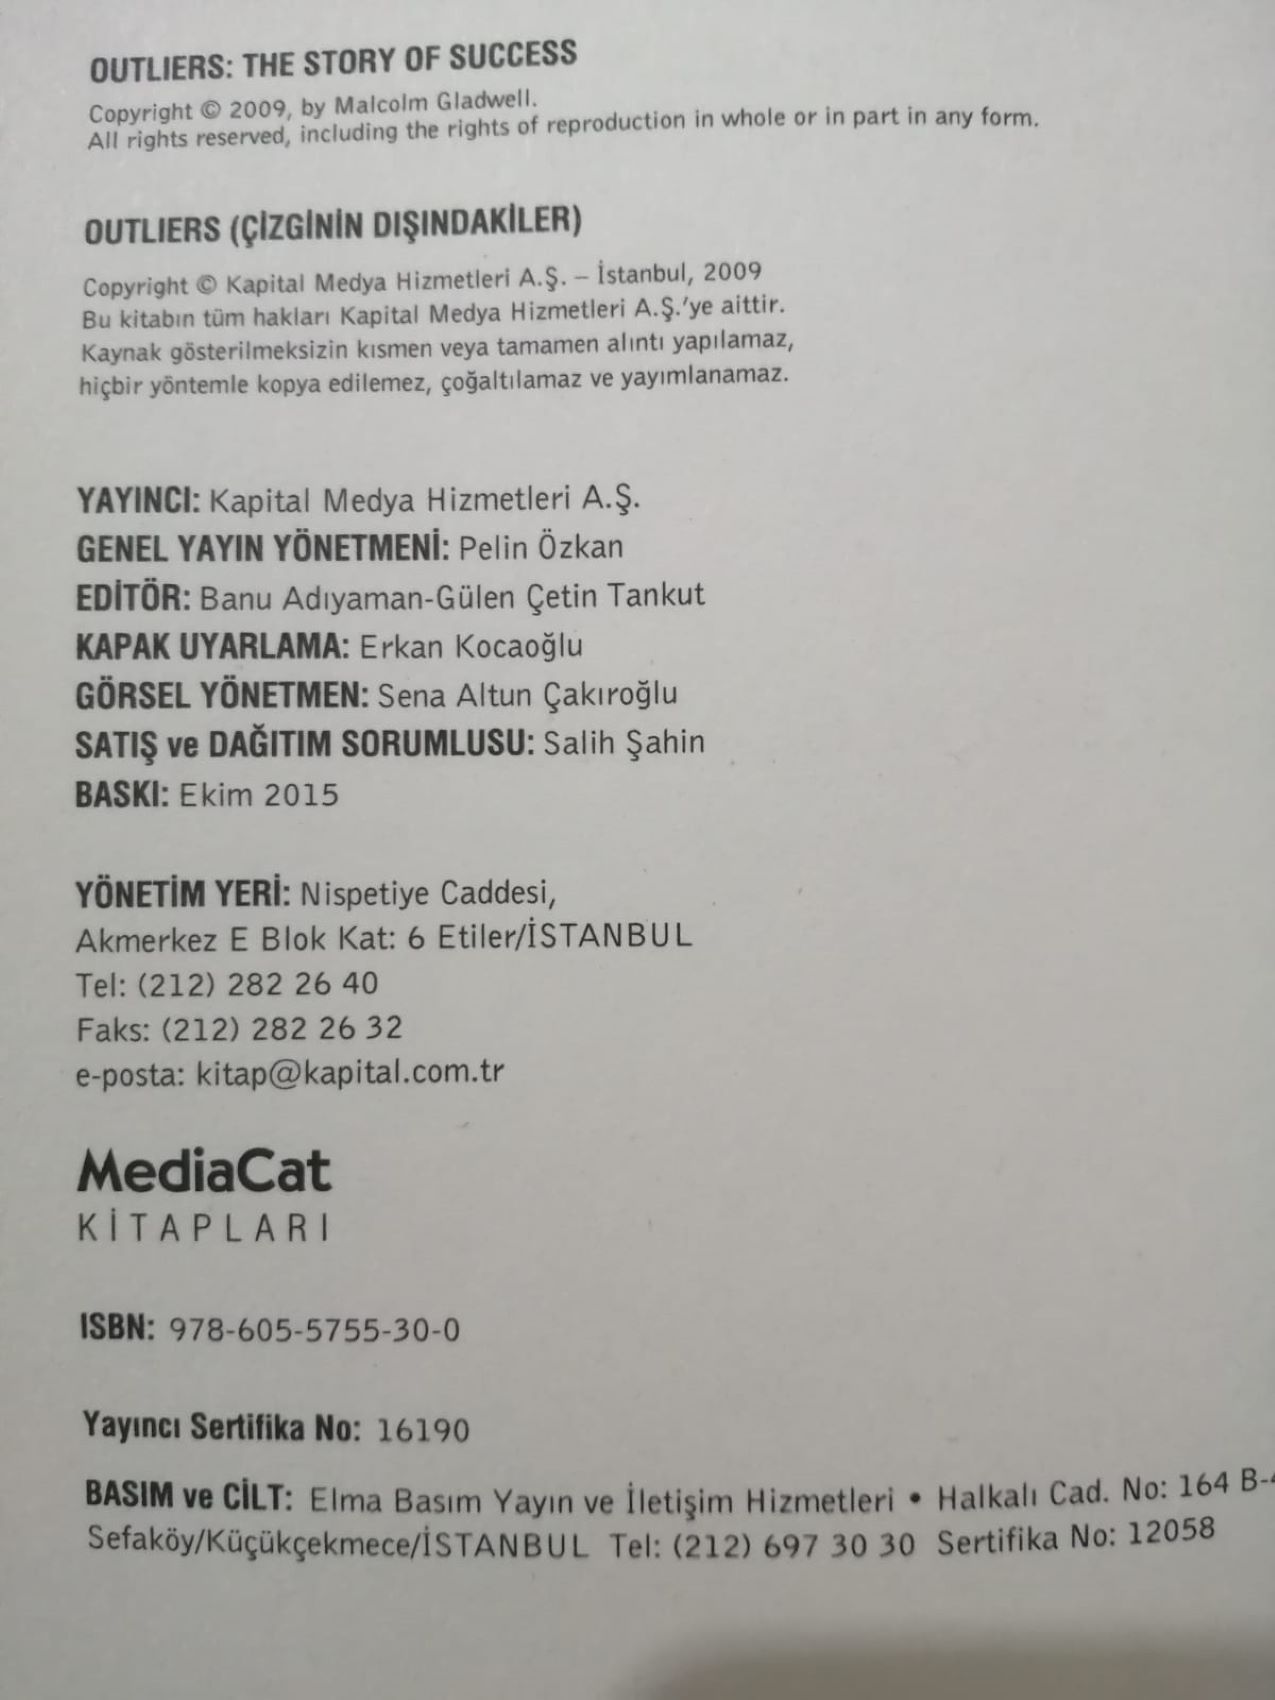 OUTLIERS: THE STORY OF SUCCESS
Copyright © 2009, by Malcolm Gladwell.
All rights reserved, including the rights of reproduction in whole or in part in any form.
OUTLIERS (ÇİZGİNİN DIŞINDAKİLER)
Copyright © Kapital Medya Hizmetleri A.Ş. – İstanbul, 2009
Bu kitabın tüm hakları Kapital Medya Hizmetleri A.Ş.'ye aittir.
Kaynak gösterilmeksizin kısmen veya tamamen alıntı yapılamaz,
hiçbir yöntemle kopya edilemez, çoğaltılamaz ve yayımlanamaz.
YAYINCI: Kapital Medya Hizmetleri A.Ş.
GENEL YAYIN YÖNETMENİ: Pelin Özkan
EDİTÖR: Banu Adıyaman-Gülen Çetin Tankut
KAPAK UYARLAMA: Erkan Kocaoğlu
GÖRSEL YÖNETMEN: Sena Altun Çakıroğlu
SATIŞ ve DAĞITIM SORUMLUSU: Salih Şahin
BASKI: Ekim 2015
YÖNETİM YERİ: Nispetiye Caddesi,
Akmerkez E Blok Kat: 6 Etiler/İSTANBUL
Tel: (212) 282 26 40
Faks: (212) 282 26 32
e-posta: kitap@kapital.com.tr
MediaCat
KİTAPLARI
ISBN: 978-605-5755-30-0
Yayıncı Sertifika No: 16190
BASIM ve CİLT: Elma Basım Yayın ve İletişim Hizmetleri • Halkalı Cad. No: 164 B-
Sefaköy/Küçükçekmece/İSTANBUL Tel: (212) 697 30 30 Sertifika No: 12058